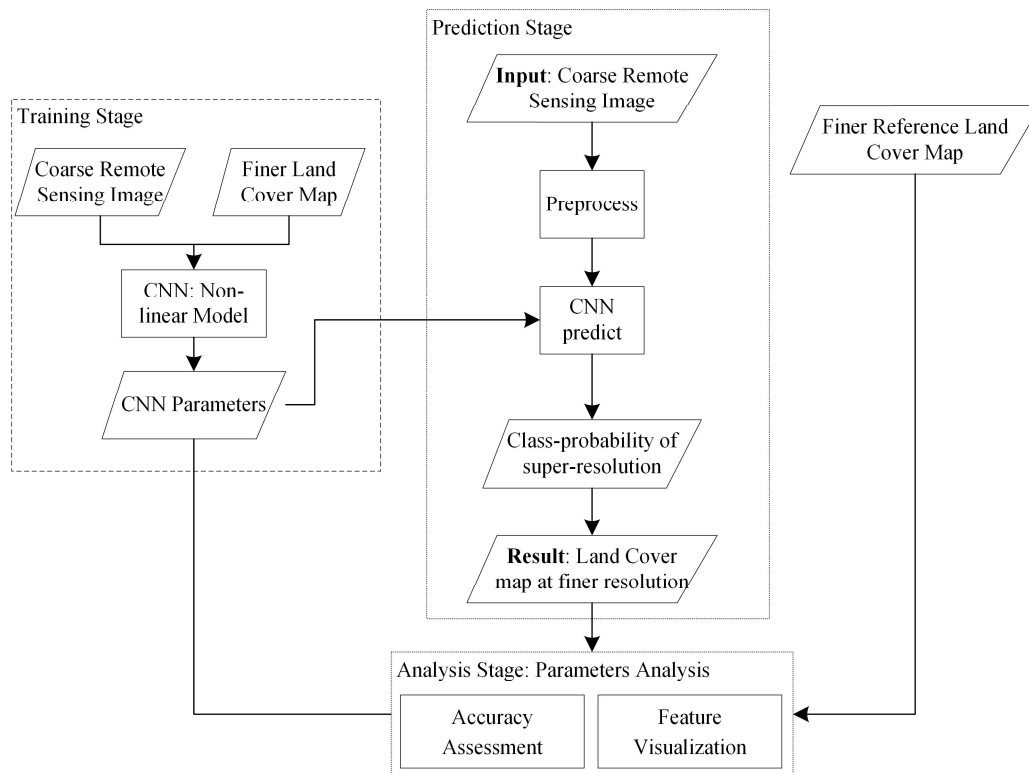 Training Stage
Coarse Remote
Sensing Image
Finer Land
Cover Map
CNN: Non-
linear Model
CNN Parameters
Prediction Stage
Input: Coarse Remote
Sensing Image
Preprocess
CNN
predict
Class-probability of
super-resolution
Result: Land Cover
map at finer resolution
Finer Reference Land
Cover Map
Analysis Stage: Parameters Analysis
Accuracy
Assessment
Feature
Visualization